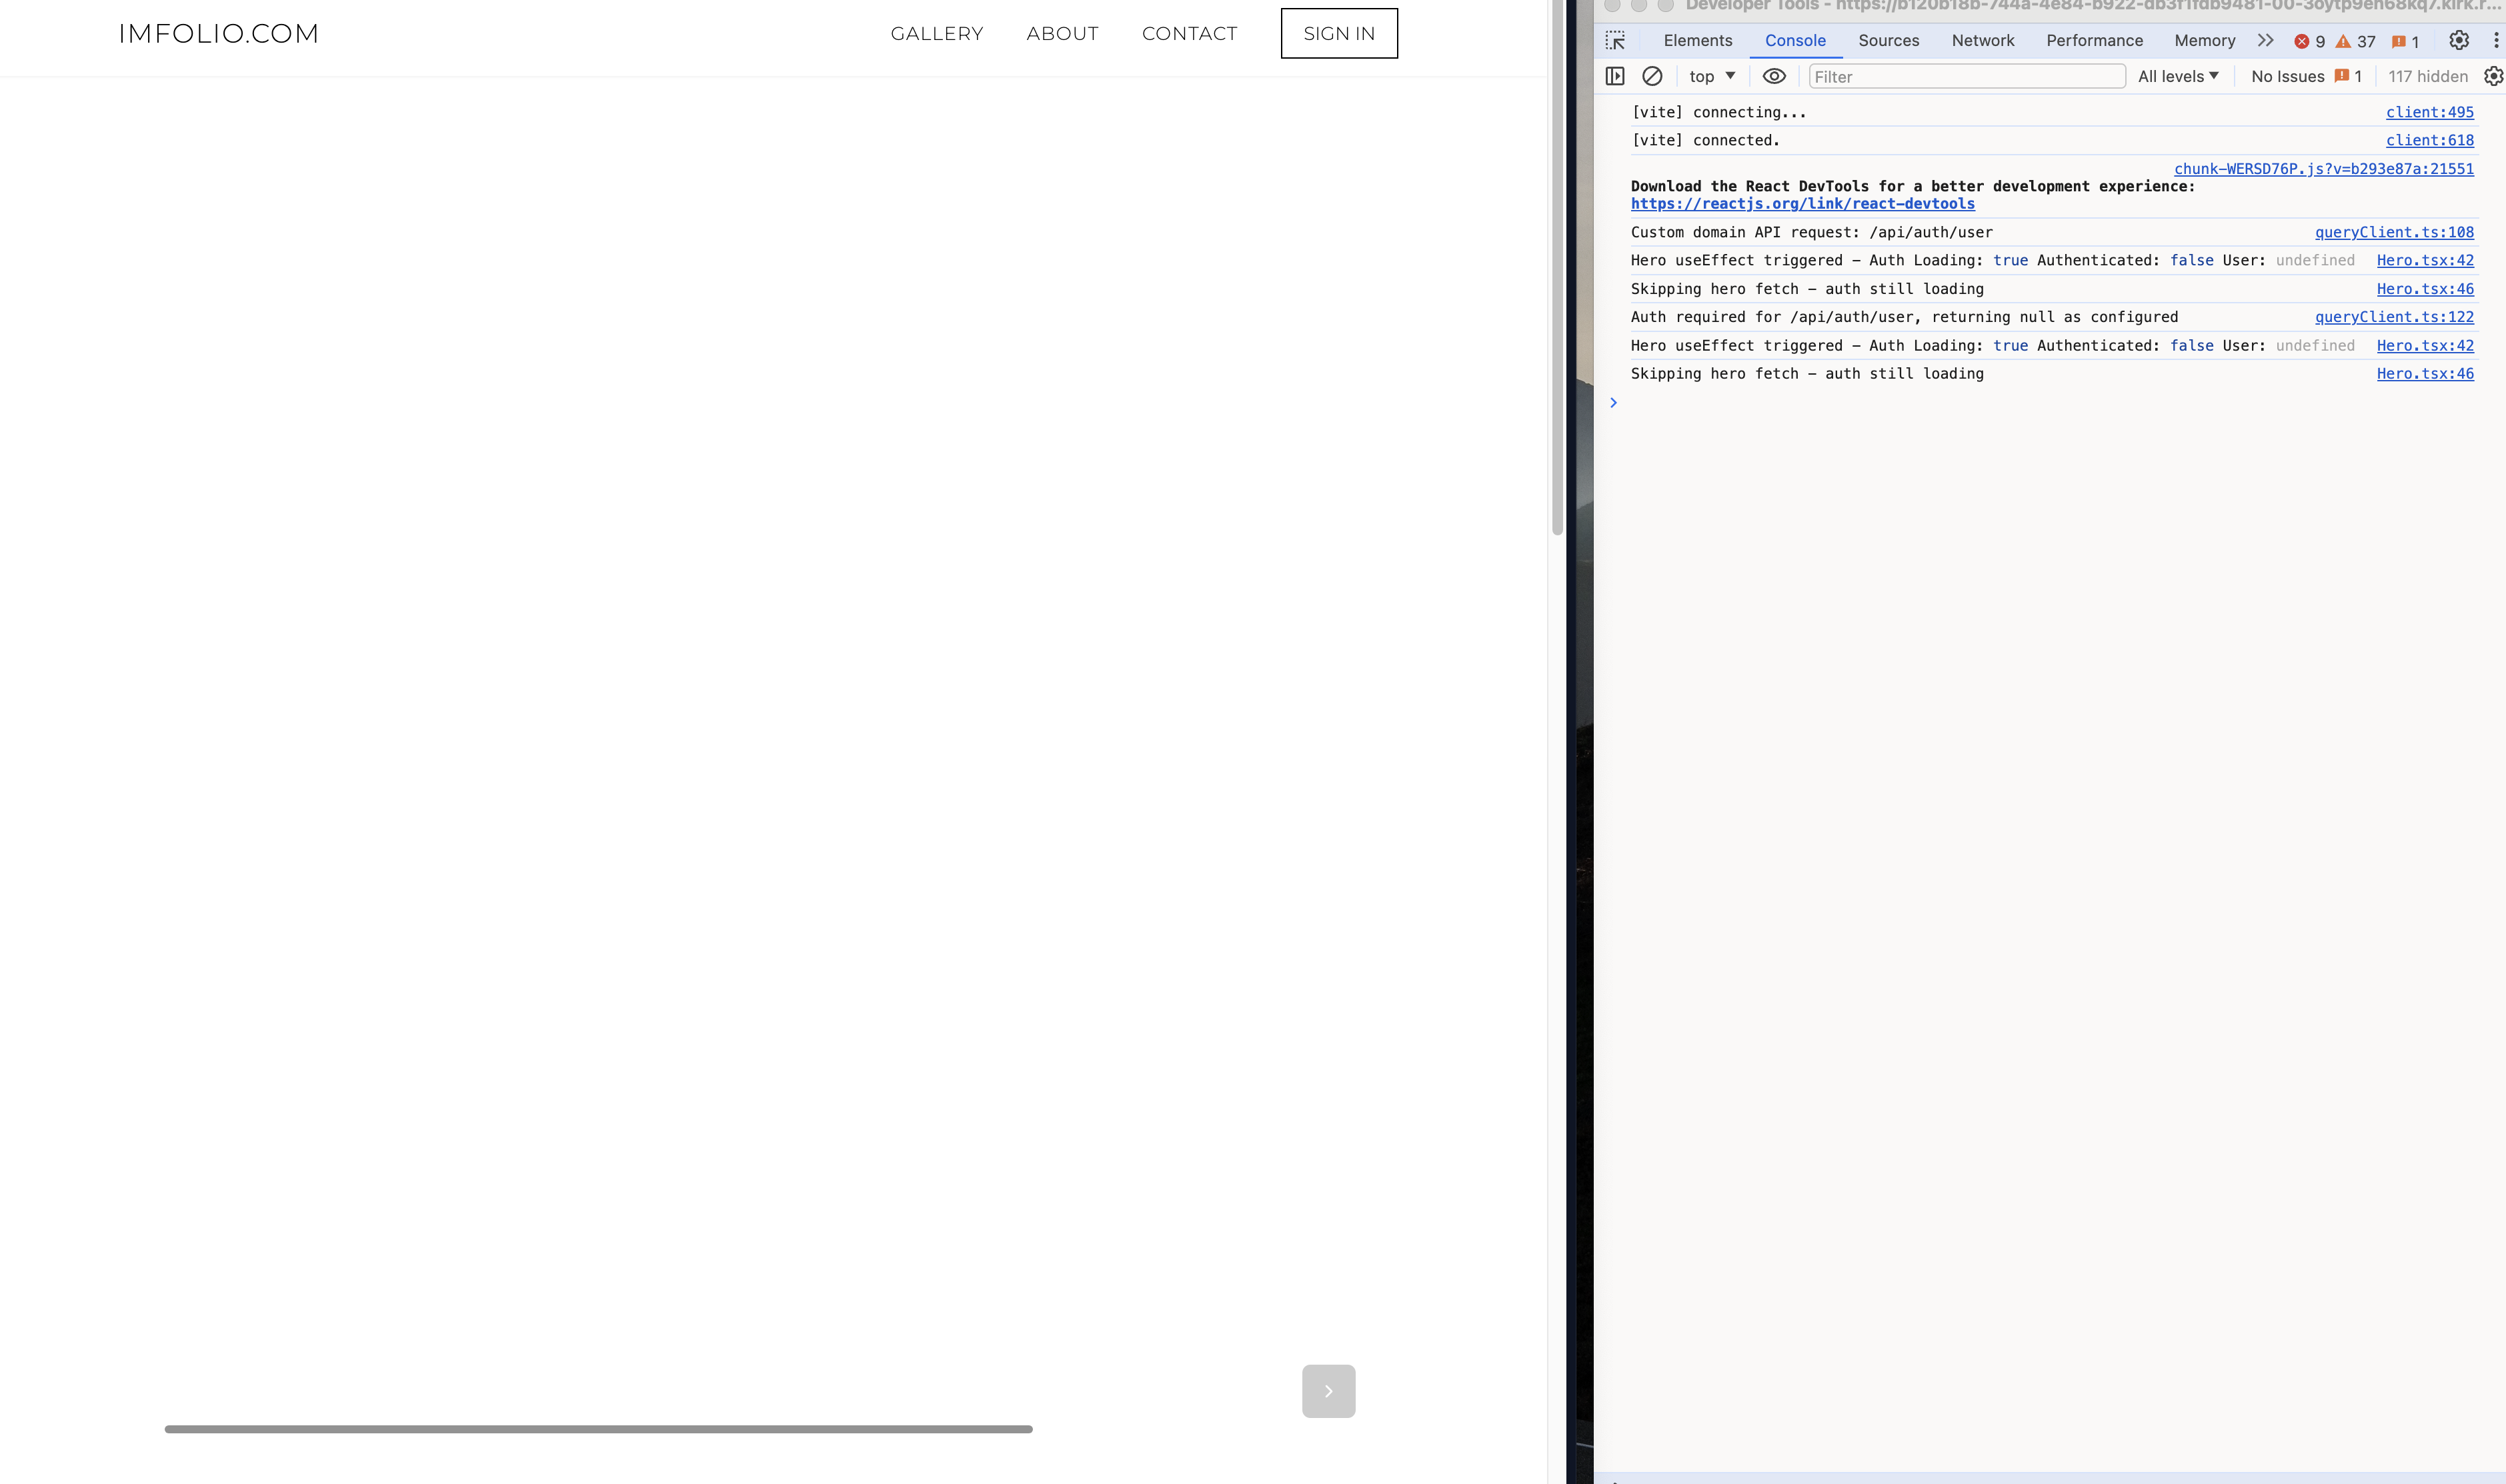 IMFOLIO.COM
GALLERY ABOUT CONTACT SIGN IN
Developer Tools - https://b120b18b-744a-4e84-b922-db3f1fdb9481-00-3oytp9en68kq7.kirk.r...
Elements Console Sources Network Performance Memory 9 37 1
top Filter All levels No Issues 1 117 hidden
[vite] connecting... client:495
[vite] connected. client:618
chunk-WERSD76P.js?v=b293e87a:21551
Download the React DevTools for a better development experience:
https://reactjs.org/link/react-devtools
Custom domain API request: /api/auth/user queryClient.ts:108
Hero useEffect triggered – Auth Loading: true Authenticated: false User: undefined Hero.tsx:42
Skipping hero fetch – auth still loading Hero.tsx:46
Auth required for /api/auth/user, returning null as configured queryClient.ts:122
Hero useEffect triggered – Auth Loading: true Authenticated: false User: undefined Hero.tsx:42
Skipping hero fetch – auth still loading Hero.tsx:46